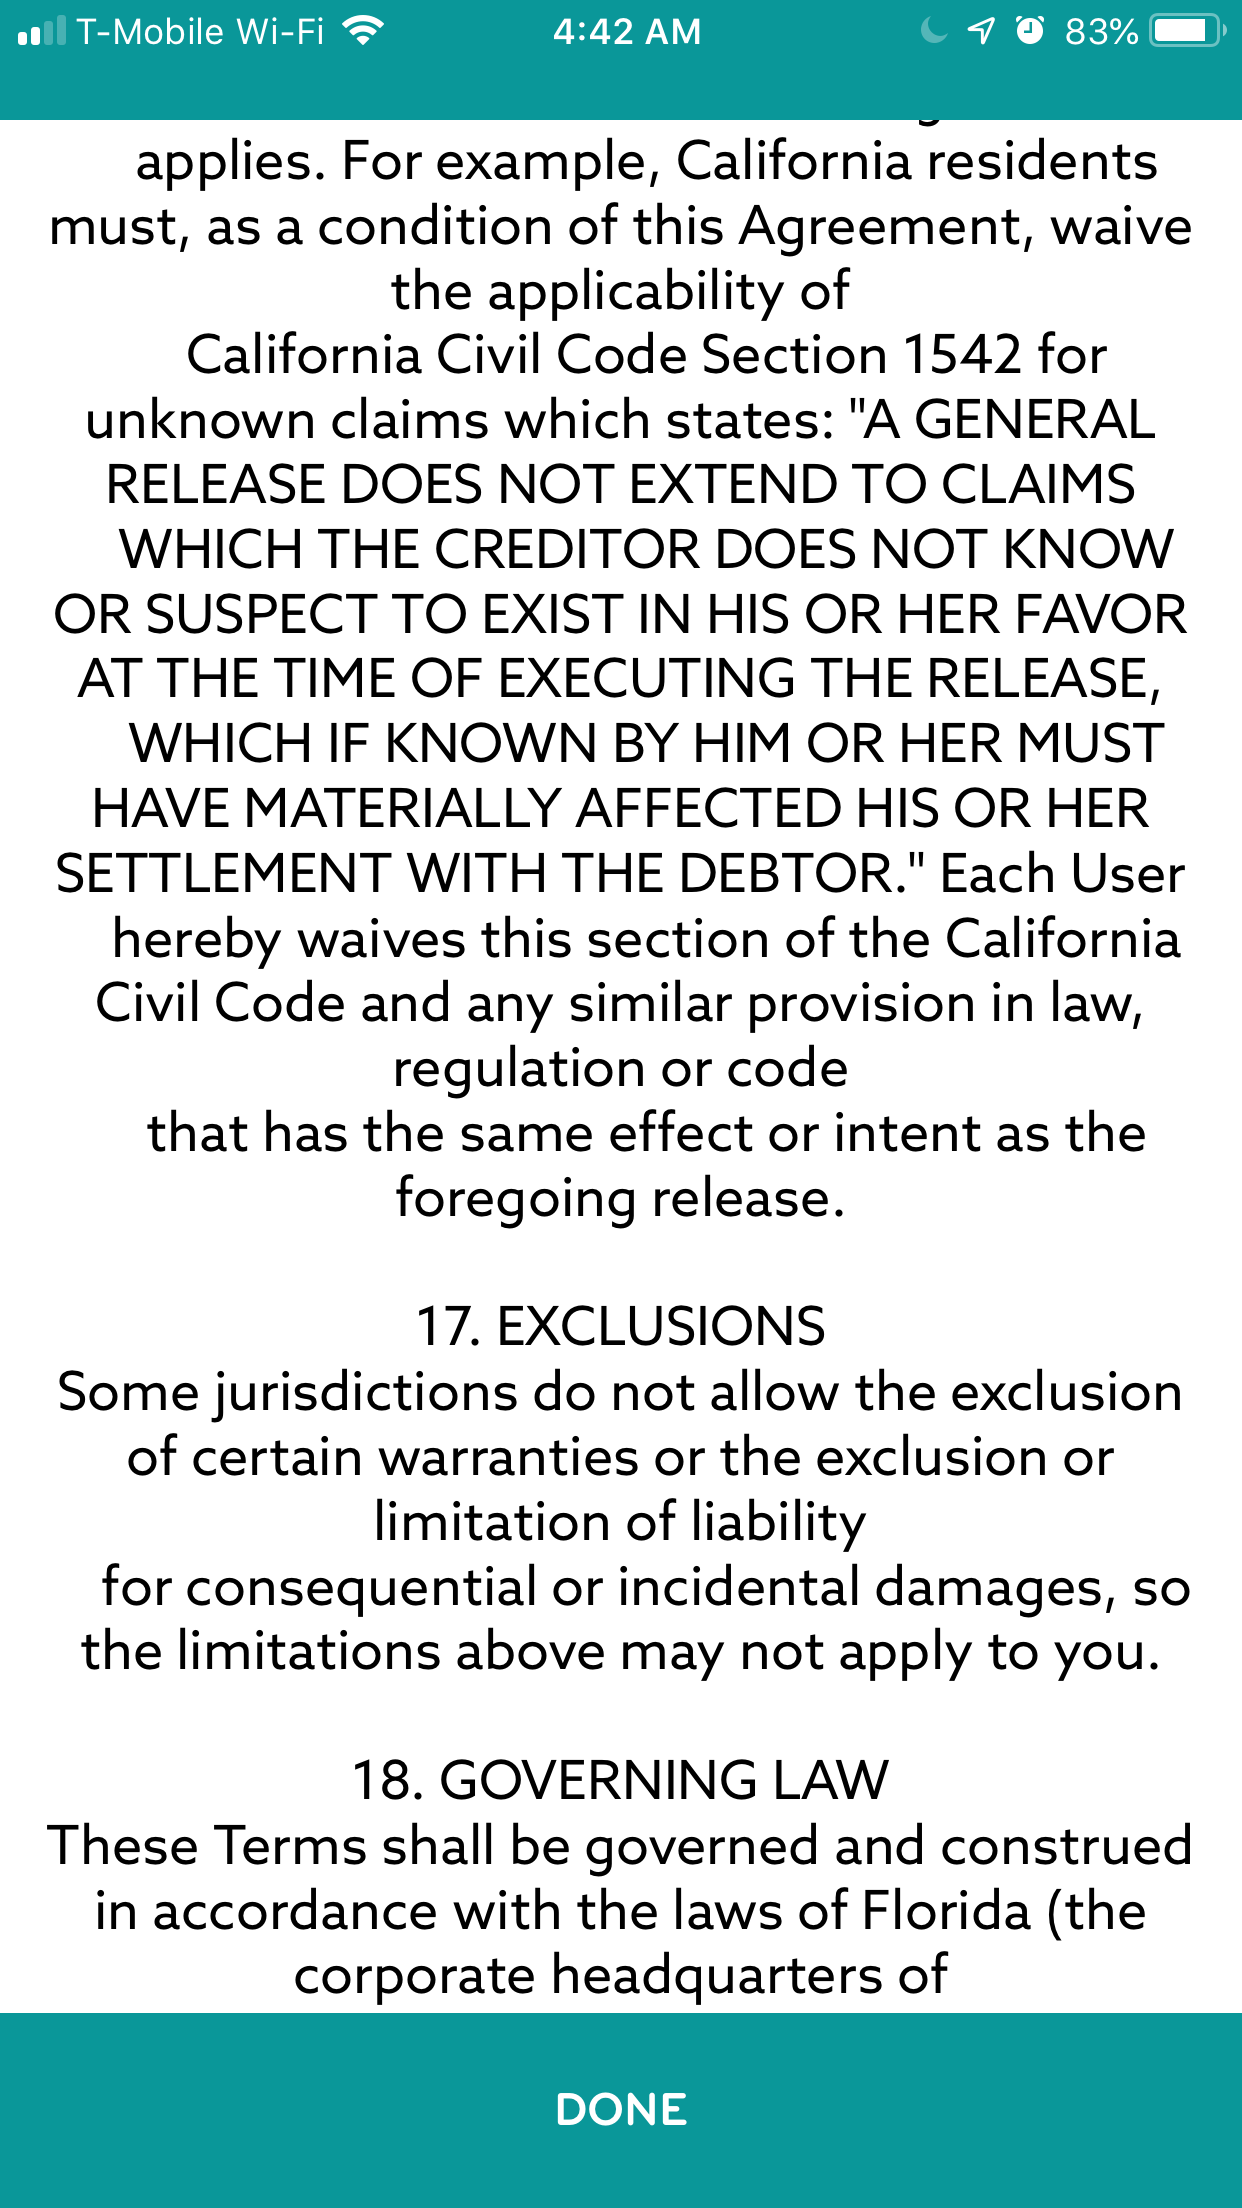 T-Mobile Wi-Fi 4:42 AM 83%
applies. For example, California residents
must, as a condition of this Agreement, waive
the applicability of
California Civil Code Section 1542 for
unknown claims which states: "A GENERAL
RELEASE DOES NOT EXTEND TO CLAIMS
WHICH THE CREDITOR DOES NOT KNOW
OR SUSPECT TO EXIST IN HIS OR HER FAVOR
AT THE TIME OF EXECUTING THE RELEASE,
WHICH IF KNOWN BY HIM OR HER MUST
HAVE MATERIALLY AFFECTED HIS OR HER
SETTLEMENT WITH THE DEBTOR." Each User
hereby waives this section of the California
Civil Code and any similar provision in law,
regulation or code
that has the same effect or intent as the
foregoing release.
17. EXCLUSIONS
Some jurisdictions do not allow the exclusion
of certain warranties or the exclusion or
limitation of liability
for consequential or incidental damages, so
the limitations above may not apply to you.
18. GOVERNING LAW
These Terms shall be governed and construed
in accordance with the laws of Florida (the
corporate headquarters of
DONE